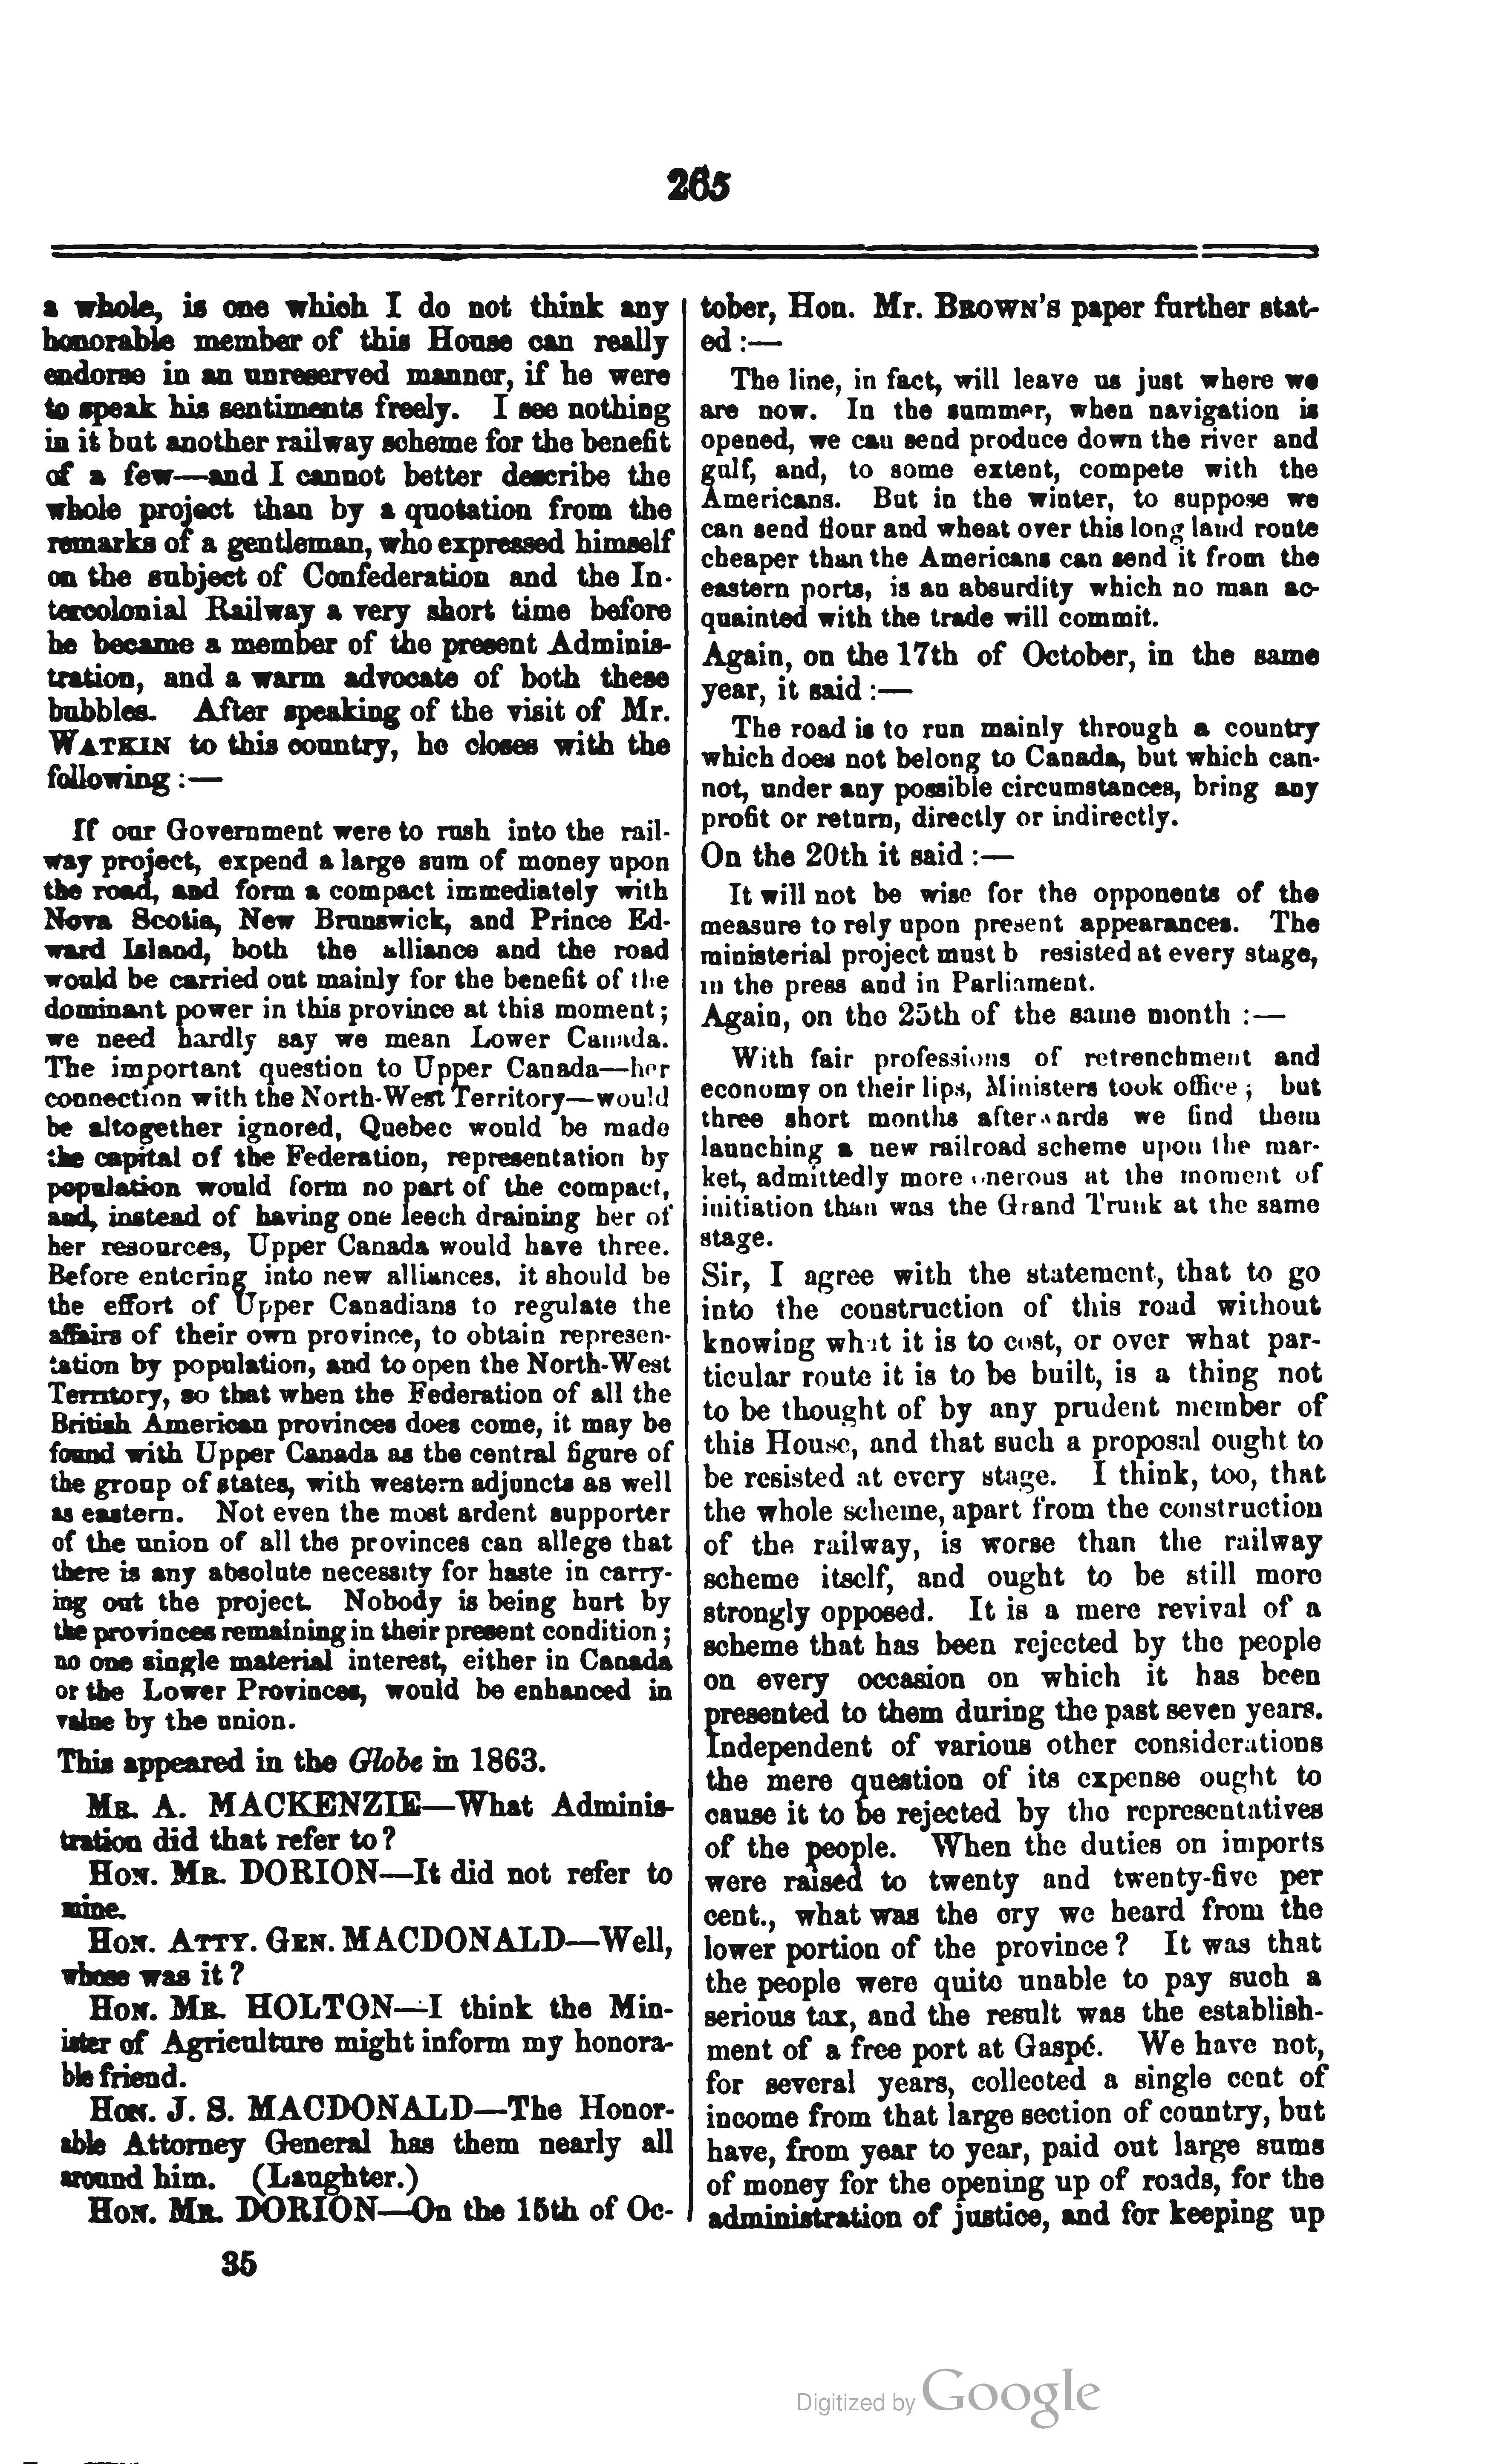 265
a whole, is one which I do not think any
honorable member of this House can really
endorse in an unreserved manner, if he were
to speak his sentiments freely. I see nothing
in it but another railway scheme for the benefit
of a few—and I cannot better describe the
whole project than by a quotation from the
remarks of a gentleman, who expressed himself
on the subject of Confederation and the In-
tercolonial Railway a very short time before
he became a member of the present Adminis-
tration, and a warm advocate of both these
bubbles. After speaking of the visit of Mr.
WATKIN to this country, he closes with the
following :—
If our Government were to rush into the rail-
way project, expend a large sum of money upon
the road, and form a compact immediately with
Nova Scotia, New Brunswick, and Prince Ed-
ward Island, both the alliance and the road
would be carried out mainly for the benefit of the
dominant power in this province at this moment;
we need hardly say we mean Lower Canada.
The important question to Upper Canada—her
connection with the North-West Territory—would
be altogether ignored, Quebec would be made
the capital of the Federation, representation by
population would form no part of the compact,
and, instead of having one leech draining her of
her resources, Upper Canada would have three.
Before entering into new alliances, it should be
the effort of Upper Canadians to regulate the
affairs of their own province, to obtain represen-
tation by population, and to open the North-West
Territory, so that when the Federation of all the
British American provinces does come, it may be
found with Upper Canada as the central figure of
the group of states, with western adjuncts as well
as eastern. Not even the most ardent supporter
of the union of all the provinces can allege that
there is any absolute necessity for haste in carry-
ing out the project. Nobody is being hurt by
the provinces remaining in their present condition;
no one single material interest, either in Canada
or the Lower Provinces, would be enhanced in
value by the union.
This appeared in the Globe in 1863.
MR. A. MACKENZIE—What Adminis-
tration did that refer to?
HON. MR. DORION—It did not refer to
mine.
HON. ATTY. GEN. MACDONALD—Well,
whose was it?
HON. MR. HOLTON—I think the Min-
ister of Agriculture might inform my honora-
ble friend.
HON. J. S. MACDONALD—The Honor-
able Attorney General has them nearly all
around him. (Laughter.)
HON. MR. DORION—On the 15th of Oc-
35
tober, Hon. Mr. BROWN'S paper further stat-
ed :—
The line, in fact, will leave us just where we
are now. In the summer, when navigation is
opened, we can send produce down the river and
gulf, and, to some extent, compete with the
Americans. But in the winter, to suppose we
can send flour and wheat over this long land route
cheaper than the Americans can send it from the
eastern ports, is an absurdity which no man ac-
quainted with the trade will commit.
Again, on the 17th of October, in the same
year, it said :—
The road is to run mainly through a country
which does not belong to Canada, but which can-
not, under any possible circumstances, bring any
profit or return, directly or indirectly.
On the 20th it said :—
It will not be wise for the opponents of the
measure to rely upon present appearances. The
ministerial project must b resisted at every stage,
in the press and in Parliament.
Again, on the 25th of the same month :—
With fair professions of retrenchment and
economy on their lips, Ministers took office; but
three short months afterwards we find them
launching a new railroad scheme upon the mar-
ket, admittedly more onerous at the moment of
initiation than was the Grand Trunk at the same
stage.
Sir, I agree with the statement, that to go
into the construction of this road without
knowing what it is to cost, or over what par-
ticular route it is to be built, is a thing not
to be thought of by any prudent member of
this House, and that such a proposal ought to
be resisted at every stage. I think, too, that
the whole scheme, apart from the construction
of the railway, is worse than the railway
scheme itself, and ought to be still more
strongly opposed. It is a mere revival of a
scheme that has been rejected by the people
on every occasion on which it has been
presented to them during the past seven years.
Independent of various other considerations
the mere question of its expense ought to
cause it to be rejected by the representatives
of the people. When the duties on imports
were raised to twenty and twenty-five per
cent., what was the cry we heard from the
lower portion of the province? It was that
the people were quite unable to pay such a
serious tax, and the result was the establish-
ment of a free port at Gaspé. We have not,
for several years, collected a single cent of
income from that large section of country, but
have, from year to year, paid out large sums
of money for the opening up of roads, for the
administration of justice, and for keeping up
Digitized by Google